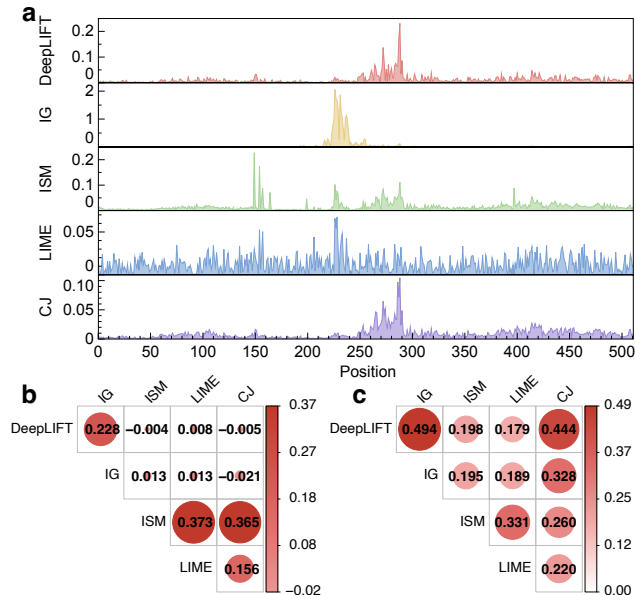 a
DeepLIFT
0.2
0.1
0
IG
2
1
0
ISM
0.2
0.1
0
LIME
0.05
0
CJ
0.10
0.05
0
0 50 100 150 200 250 300 350 400 450 500
Position
b
IG ISM LIME CJ
DeepLIFT 0.228 −0.004 0.008 −0.005
IG 0.013 0.013 −0.021
ISM 0.373 0.365
LIME 0.156
0.37
0.27
0.18
0.08
−0.02
c
IG ISM LIME CJ
DeepLIFT 0.494 0.198 0.179 0.444
IG 0.195 0.189 0.328
ISM 0.331 0.260
LIME 0.220
0.49
0.37
0.25
0.12
0.00